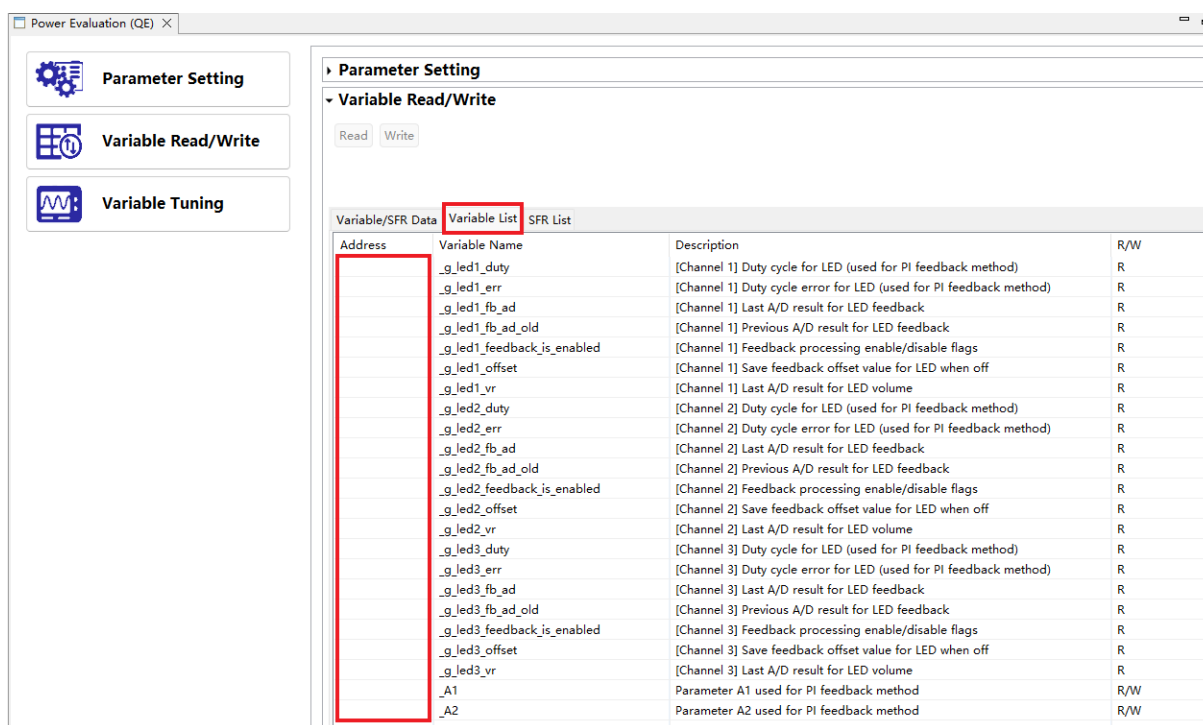 Power Evaluation (QE)
Parameter Setting
Variable Read/Write
Variable Tuning
Parameter Setting
Variable Read/Write
Read Write
Variable/SFR Data Variable List SFR List
Address Variable Name Description R/W
_g_led1_duty [Channel 1] Duty cycle for LED (used for PI feedback method) R
_g_led1_err [Channel 1] Duty cycle error for LED (used for PI feedback method) R
_g_led1_fb_ad [Channel 1] Last A/D result for LED feedback R
_g_led1_fb_ad_old [Channel 1] Previous A/D result for LED feedback R
_g_led1_feedback_is_enabled [Channel 1] Feedback processing enable/disable flags R
_g_led1_offset [Channel 1] Save feedback offset value for LED when off R
_g_led1_vr [Channel 1] Last A/D result for LED volume R
_g_led2_duty [Channel 2] Duty cycle for LED (used for PI feedback method) R
_g_led2_err [Channel 2] Duty cycle error for LED (used for PI feedback method) R
_g_led2_fb_ad [Channel 2] Last A/D result for LED feedback R
_g_led2_fb_ad_old [Channel 2] Previous A/D result for LED feedback R
_g_led2_feedback_is_enabled [Channel 2] Feedback processing enable/disable flags R
_g_led2_offset [Channel 2] Save feedback offset value for LED when off R
_g_led2_vr [Channel 2] Last A/D result for LED volume R
_g_led3_duty [Channel 3] Duty cycle for LED (used for PI feedback method) R
_g_led3_err [Channel 3] Duty cycle error for LED (used for PI feedback method) R
_g_led3_fb_ad [Channel 3] Last A/D result for LED feedback R
_g_led3_fb_ad_old [Channel 3] Previous A/D result for LED feedback R
_g_led3_feedback_is_enabled [Channel 3] Feedback processing enable/disable flags R
_g_led3_offset [Channel 3] Save feedback offset value for LED when off R
_g_led3_vr [Channel 3] Last A/D result for LED volume R
_A1 Parameter A1 used for PI feedback method R/W
_A2 Parameter A2 used for PI feedback method R/W